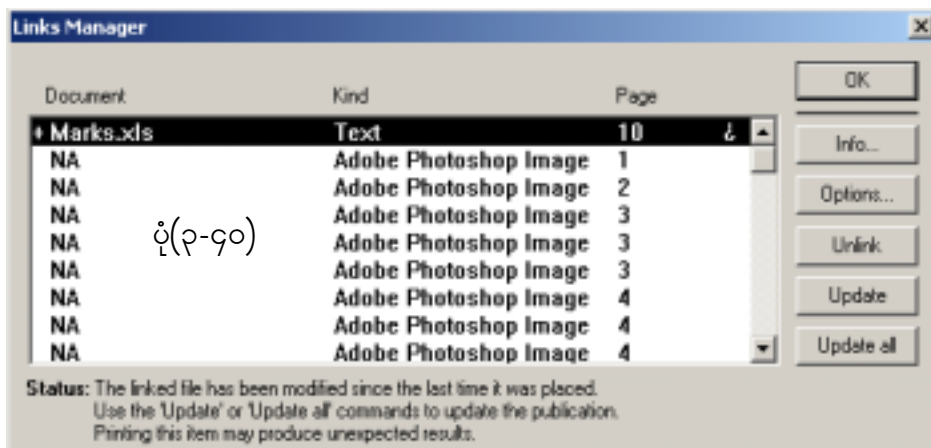 Links Manager
Document Kind Page
+ Marks.xls Text 10 ¿
NA Adobe Photoshop Image 1
NA Adobe Photoshop Image 2
NA Adobe Photoshop Image 3
NA Adobe Photoshop Image 3
NA Adobe Photoshop Image 3
NA Adobe Photoshop Image 4
NA Adobe Photoshop Image 4
NA Adobe Photoshop Image 4
ပုံ(၃-၄၀)
OK
Info...
Options...
Unlink
Update
Update all
Status: The linked file has been modified since the last time it was placed.
Use the 'Update' or 'Update all' commands to update the publication.
Printing this item may produce unexpected results.